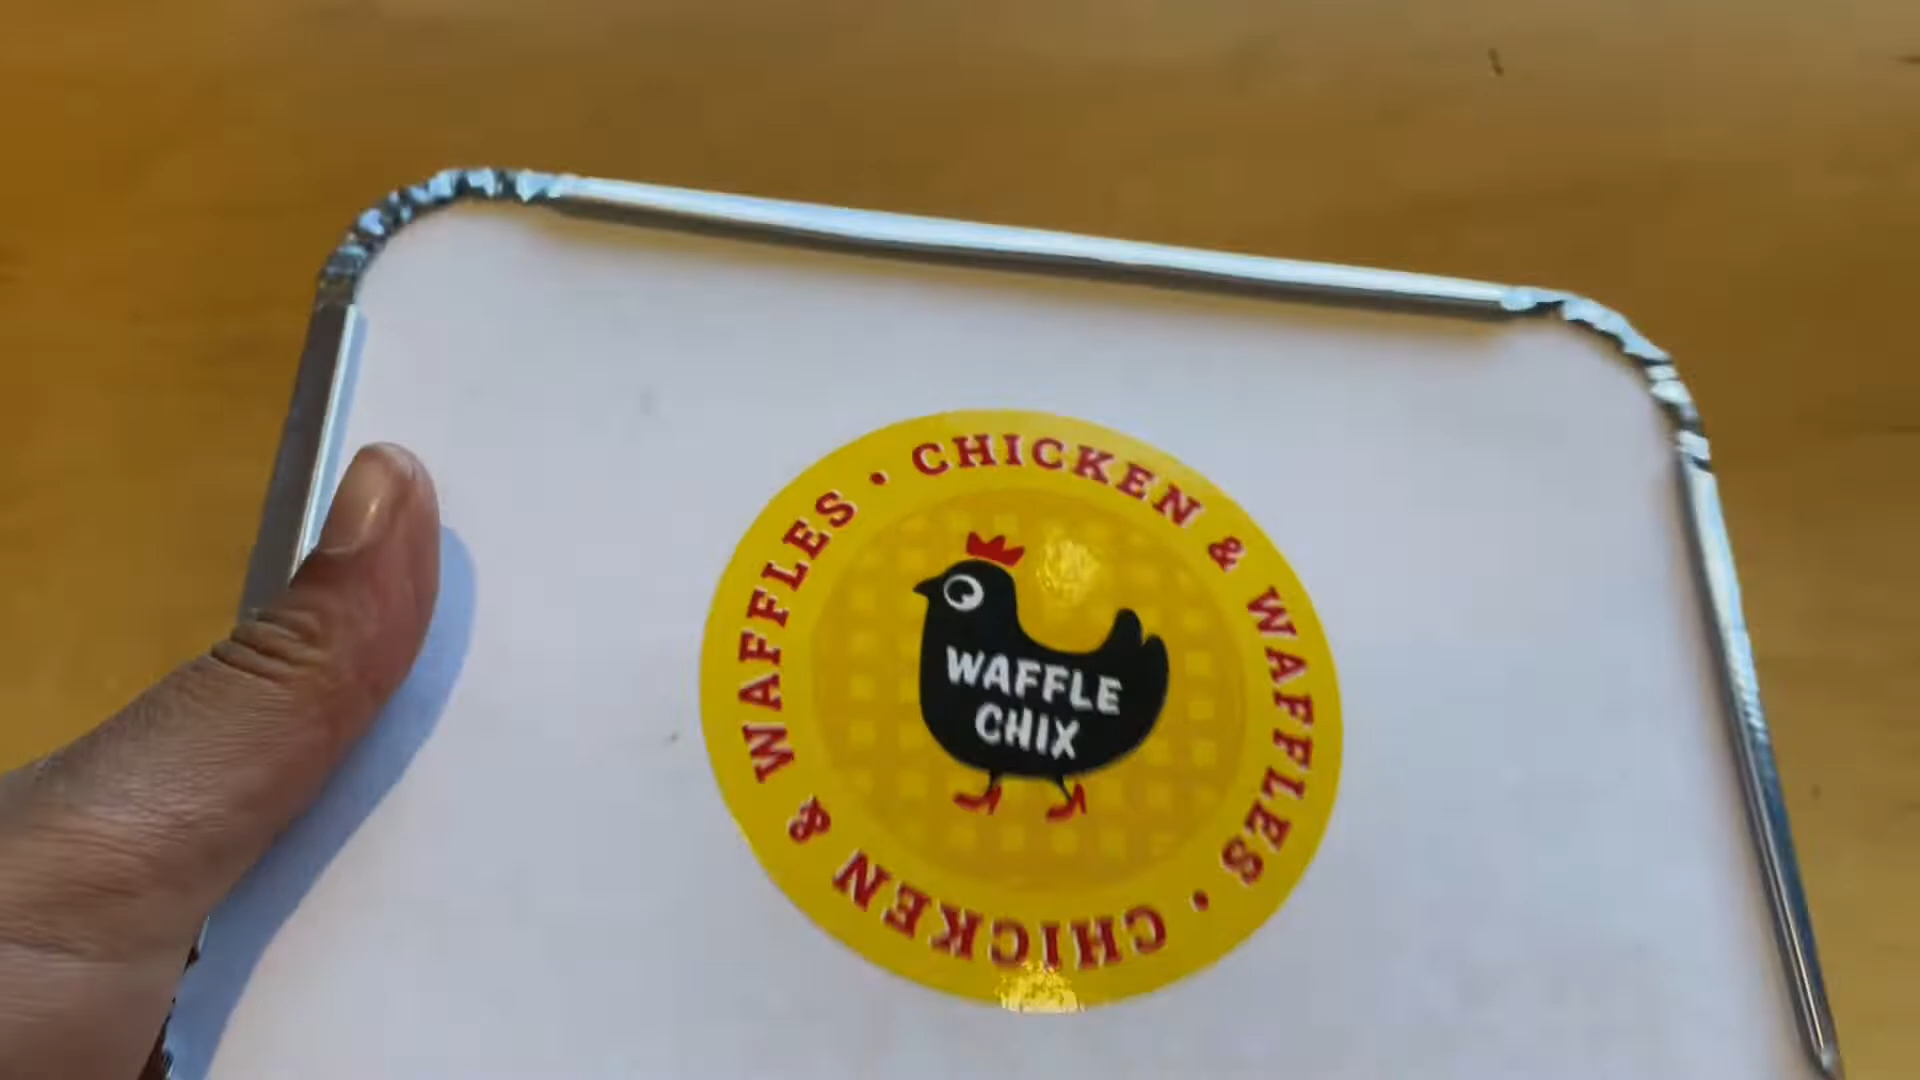 CHICKEN & WAFFLES • CHICKEN & WAFFLES •
WAFFLE
CHIX